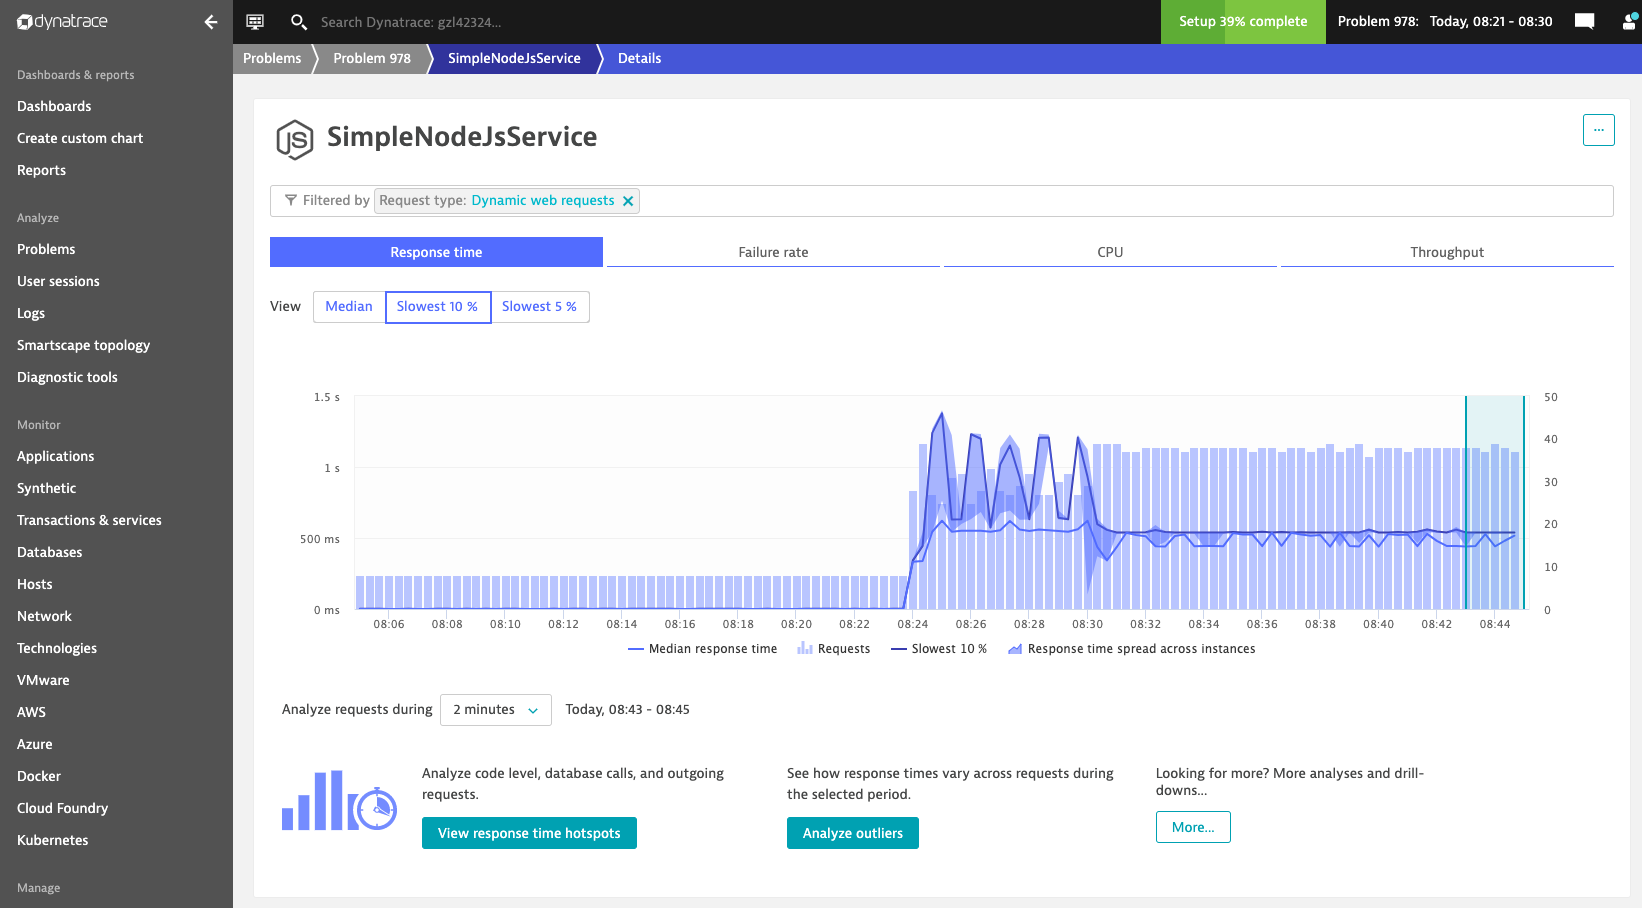 dynatrace
Search Dynatrace: gzl42324...
Setup 39% complete
Problem 978: Today, 08:21 - 08:30
Problems
Problem 978
SimpleNodeJsService
Details
Dashboards & reports
Dashboards
Create custom chart
Reports
Analyze
Problems
User sessions
Logs
Smartscape topology
Diagnostic tools
Monitor
Applications
Synthetic
Transactions & services
Databases
Hosts
Network
Technologies
VMware
AWS
Azure
Docker
Cloud Foundry
Kubernetes
Manage
JS
SimpleNodeJsService
...
Filtered by Request type: Dynamic web requests
Response time
Failure rate
CPU
Throughput
View Median Slowest 10 % Slowest 5 %
1.5 s
1 s
500 ms
0 ms
50
40
30
20
10
0
08:06 08:08 08:10 08:12 08:14 08:16 08:18 08:20 08:22 08:24 08:26 08:28 08:30 08:32 08:34 08:36 08:38 08:40 08:42 08:44
Median response time Requests Slowest 10 % Response time spread across instances
Analyze requests during 2 minutes Today, 08:43 - 08:45
Analyze code level, database calls, and outgoing
requests.
View response time hotspots
See how response times vary across requests during
the selected period.
Analyze outliers
Looking for more? More analyses and drill-
downs...
More...